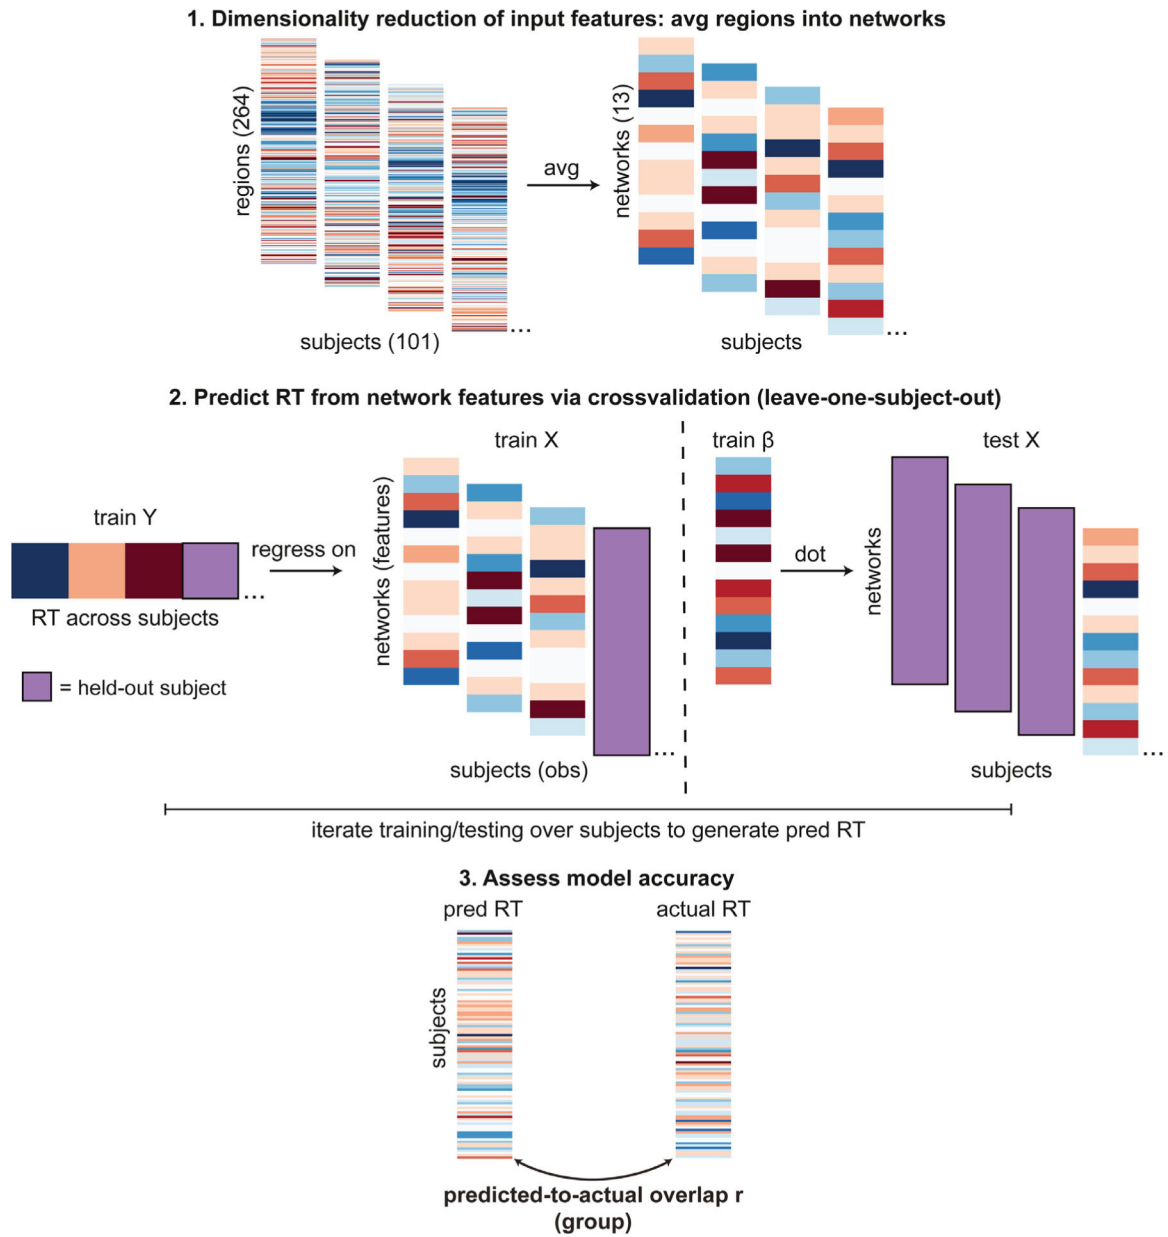 1. Dimensionality reduction of input features: avg regions into networks
regions (264)
avg
networks (13)
...
...
subjects (101)
subjects
2. Predict RT from network features via crossvalidation (leave-one-subject-out)
train X
train β
test X
train Y
regress on
networks (features)
dot
networks
...
RT across subjects
= held-out subject
...
...
subjects (obs)
subjects
iterate training/testing over subjects to generate pred RT
3. Assess model accuracy
pred RT
actual RT
subjects
predicted-to-actual overlap r
(group)